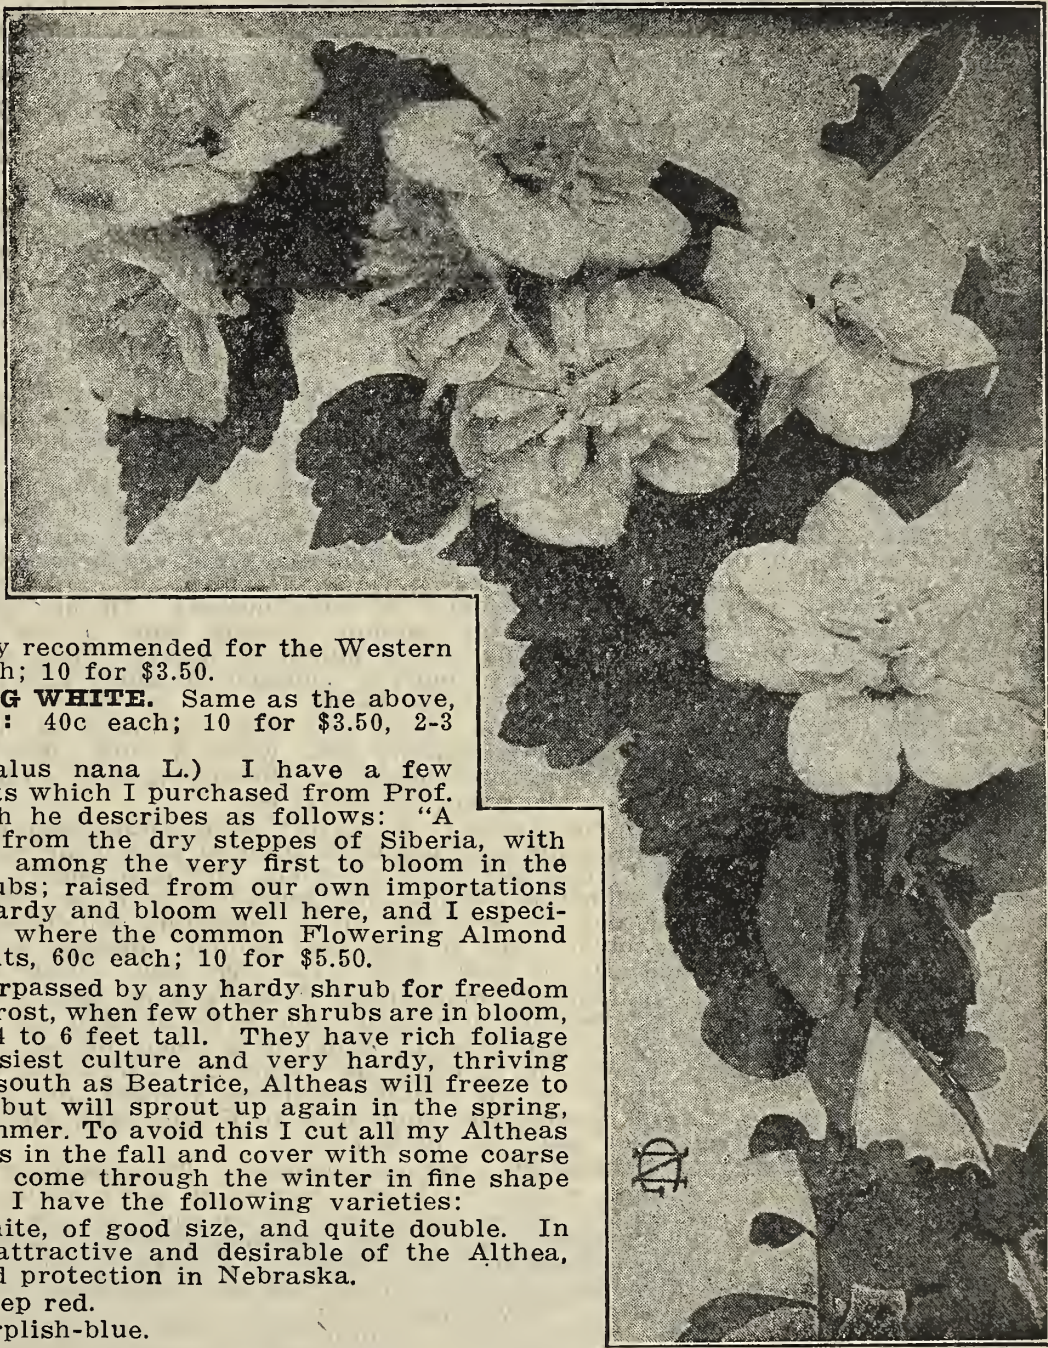 y recommended for the Western
h; 10 for $3.50.
G WHITE. Same as the above,
: 40c each; 10 for $3.50, 2-3
alus nana L.) I have a few
ts which I purchased from Prof.
h he describes as follows: "A
from the dry steppes of Siberia, with
among the very first to bloom in the
ubs; raised from our own importations
ardy and bloom well here, and I especi-
where the common Flowering Almond
ts, 60c each; 10 for $5.50.
rpassed by any hardy shrub for freedom
rost, when few other shrubs are in bloom,
4 to 6 feet tall. They have rich foliage
siest culture and very hardy, thriving
south as Beatrice, Altheas will freeze to
but will sprout up again in the spring,
mmer. To avoid this I cut all my Altheas
s in the fall and cover with some coarse
come through the winter in fine shape
I have the following varieties:
hite, of good size, and quite double. In
attractive and desirable of the Althea,
d protection in Nebraska.
ep red.
rplish-blue.